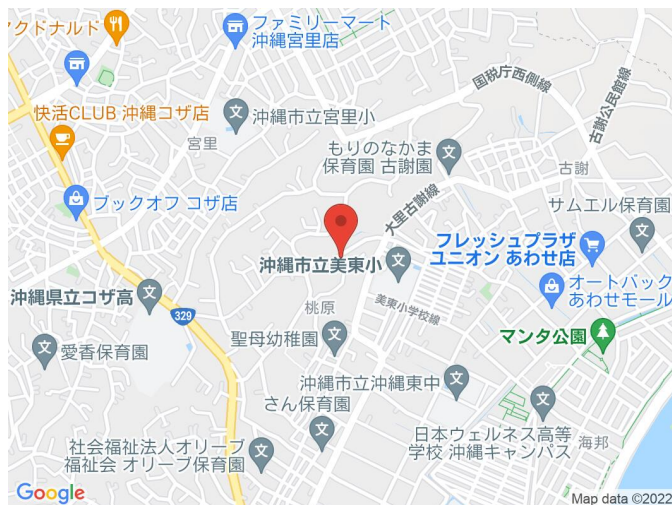 アクドナルド
ファミリーマート
沖縄宮里店
国税庁西側線
古謝公民館線
快活CLUB 沖縄コザ店
沖縄市立宮里小
宮里
もりのなかま
保育園 古謝園
古謝
ブックオフ コザ店
大里古謝線
サムエル保育園
沖縄市立美東小
フレッシュプラザ
ユニオン あわせ店
オートバック
あわせモール
沖縄県立コザ高
329
桃原
美東小学校線
マンタ公園
愛香保育園
聖母幼稚園
沖縄市立沖縄東中
さん保育園
日本ウェルネス高等
学校 沖縄キャンパス
海邦
社会福祉法人オリーブ
福祉会 オリーブ保育園
Google
Map data ©2022